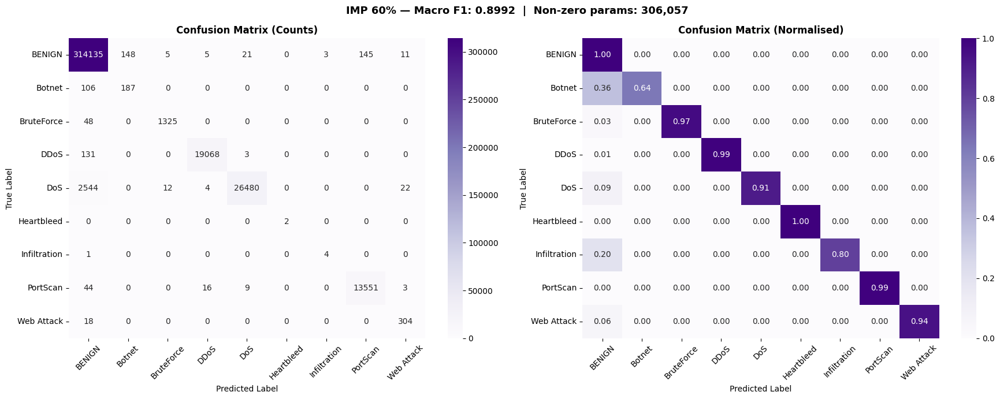 IMP 60% — Macro F1: 0.8992 | Non-zero params: 306,057
Confusion Matrix (Counts)
True Label
BENIGN 314135 148 5 5 21 0 3 145 11
Botnet 106 187 0 0 0 0 0 0 0
BruteForce 48 0 1325 0 0 0 0 0 0
DDoS 131 0 0 19068 3 0 0 0 0
DoS 2544 0 12 4 26480 0 0 0 22
Heartbleed 0 0 0 0 0 2 0 0 0
Infiltration 1 0 0 0 0 0 4 0 0
PortScan 44 0 0 16 9 0 0 13551 3
Web Attack 18 0 0 0 0 0 0 0 304
BENIGN Botnet BruteForce DDoS DoS Heartbleed Infiltration PortScan Web Attack
Predicted Label
300000
250000
200000
150000
100000
50000
0
Confusion Matrix (Normalised)
True Label
BENIGN 1.00 0.00 0.00 0.00 0.00 0.00 0.00 0.00 0.00
Botnet 0.36 0.64 0.00 0.00 0.00 0.00 0.00 0.00 0.00
BruteForce 0.03 0.00 0.97 0.00 0.00 0.00 0.00 0.00 0.00
DDoS 0.01 0.00 0.00 0.99 0.00 0.00 0.00 0.00 0.00
DoS 0.09 0.00 0.00 0.00 0.91 0.00 0.00 0.00 0.00
Heartbleed 0.00 0.00 0.00 0.00 0.00 1.00 0.00 0.00 0.00
Infiltration 0.20 0.00 0.00 0.00 0.00 0.00 0.80 0.00 0.00
PortScan 0.00 0.00 0.00 0.00 0.00 0.00 0.00 0.99 0.00
Web Attack 0.06 0.00 0.00 0.00 0.00 0.00 0.00 0.00 0.94
BENIGN Botnet BruteForce DDoS DoS Heartbleed Infiltration PortScan Web Attack
Predicted Label
1.0
0.8
0.6
0.4
0.2
0.0